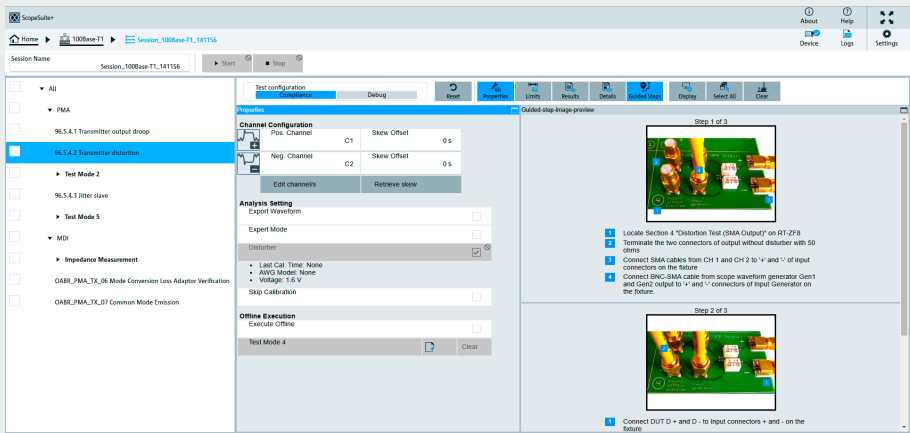 ScopeSuite+
About
Help
Home
100Base-T1
Session_100Base-T1_141156
Device
Logs
Settings
Session Name
Session_100Base-T1_141156
Start
Stop
All
PMA
96.5.4.1 Transmitter output droop
96.5.4.2 Transmitter distortion
Test Mode 2
96.5.4.3 Jitter slave
Test Mode 5
MDI
Impedance Measurement
OABR_PMA_TX_06 Mode Conversion Loss Adaptor Verification
OABR_PMA_TX_07 Common Mode Emission
Test configuration
Compliance
Debug
Reset
Properties
Limits
Results
Details
Guided Steps
Display
Select All
Clear
Properties
Channel Configuration
Pos. Channel
C1
Skew Offset
0 s
Neg. Channel
C2
Skew Offset
0 s
Edit channel/s
Retrieve skew
Analysis Setting
Export Waveform
Expert Mode
Disturber
• Last Cal. Time: None
• AWG Model: None
• Voltage: 1.6 V
Skip Calibration
Offline Execution
Execute Offline
Test Mode 4
Clear
Guided-step-image-preview
Step 1 of 3
1 Locate Section 4 "Distortion Test (SMA Output)" on RT-ZF8
2 Terminate the two connectors of output without disturber with 50
ohms
3 Connect SMA cables from CH 1 and CH 2 to '+' and '-' of input
connectors on the fixture
4 Connect BNC-SMA cable from scope waveform generator Gen1
and Gen2 output to '+' and '-' connectors of Input Generator on
the fixture.
Step 2 of 3
1 Connect DUT D + and D - to Input connectors + and - on the
fixture